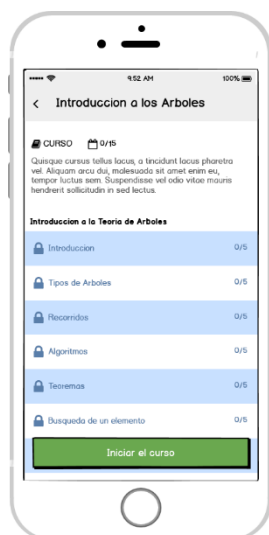 9:52 AM 100%
< Introduccion a los Arboles
CURSO 0/15
Quisque cursus tellus lacus, a tincidunt lacus pharetra
vel. Aliquam arcu dui, malesuada sit amet enim eu,
tempor luctus sem. Suspendisse vel odio vitae mauris
hendrerit sollicitudin in sed lectus.
Introduccion a la Teoria de Arboles
Introduccion 0/5
Tipos de Arboles 0/5
Recorridos 0/5
Algoritmos 0/5
Teoremas 0/5
Busqueda de un elemento 0/5
Iniciar el curso